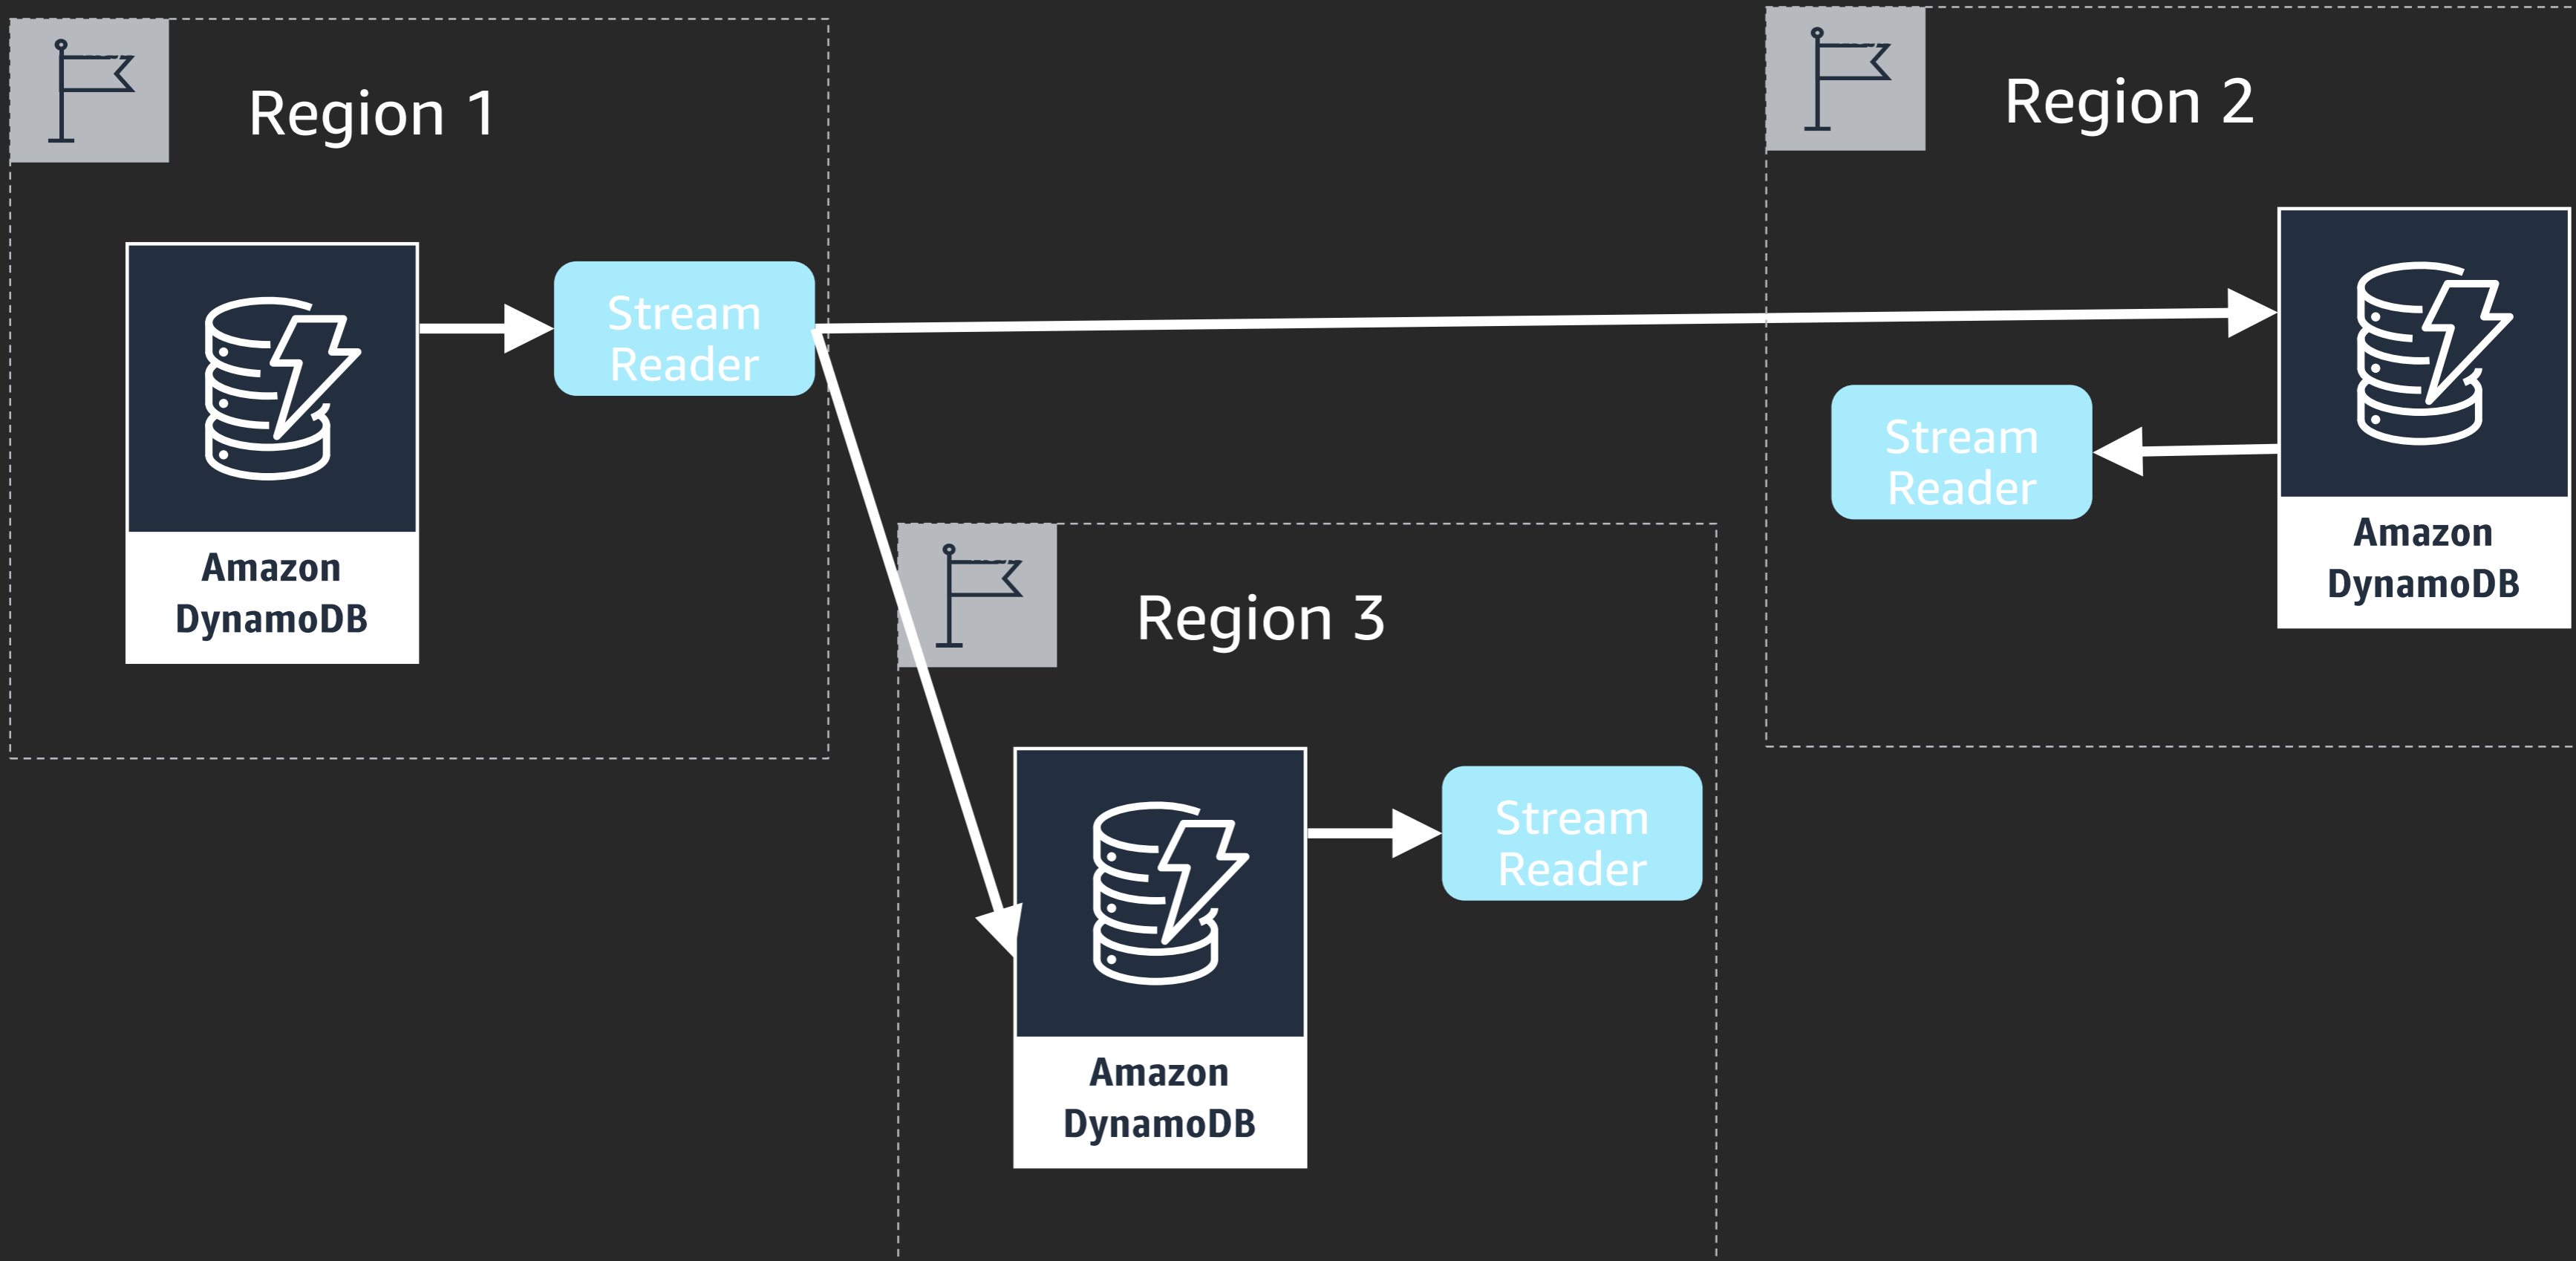 Region 1
Stream
Reader
Amazon
DynamoDB
Region 2
Stream
Reader
Amazon
DynamoDB
Region 3
Amazon
DynamoDB
Stream
Reader